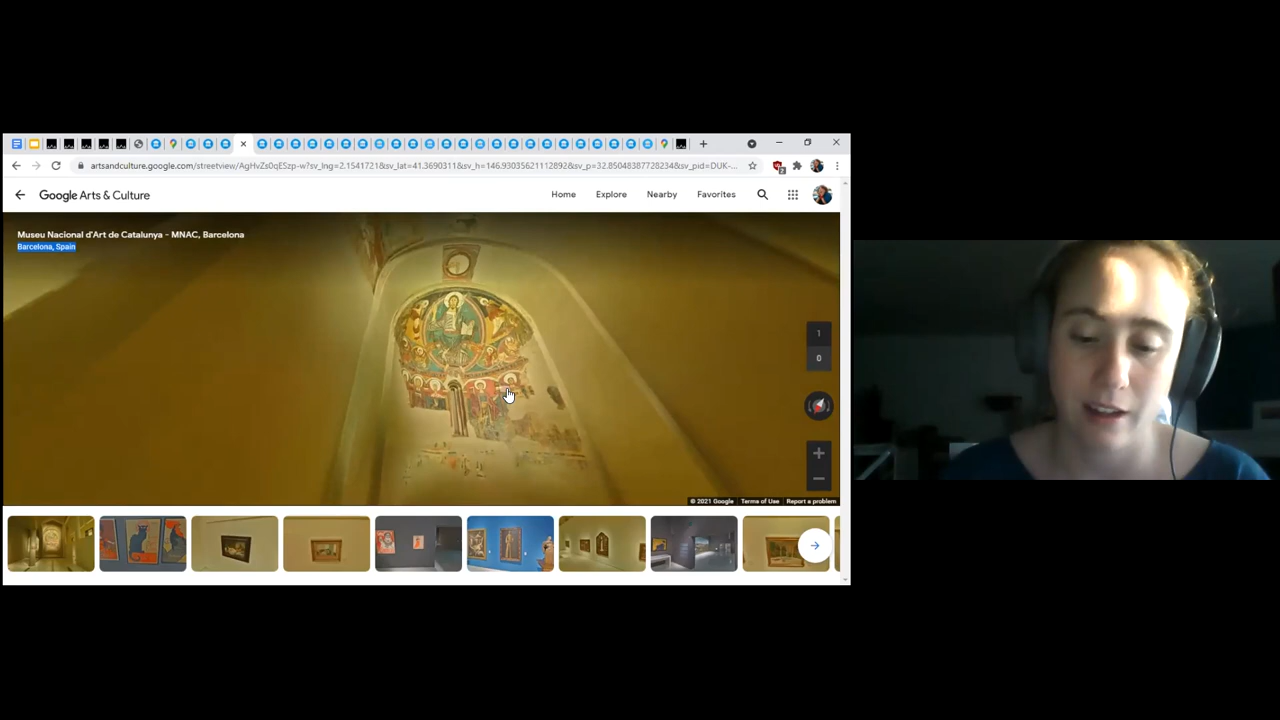 artsandculture.google.com/streetview/AgHvZs0qESzp-w?sv_lng=2.1541721&sv_lat=41.3690311&sv_h=146.93035621112892&sv_p=32.85048387728234&sv_pid=DUK-...
Google Arts & Culture
Home Explore Nearby Favorites
Museu Nacional d'Art de Catalunya - MNAC, Barcelona
Barcelona, Spain
1
0
© 2021 Google Terms of Use Report a problem